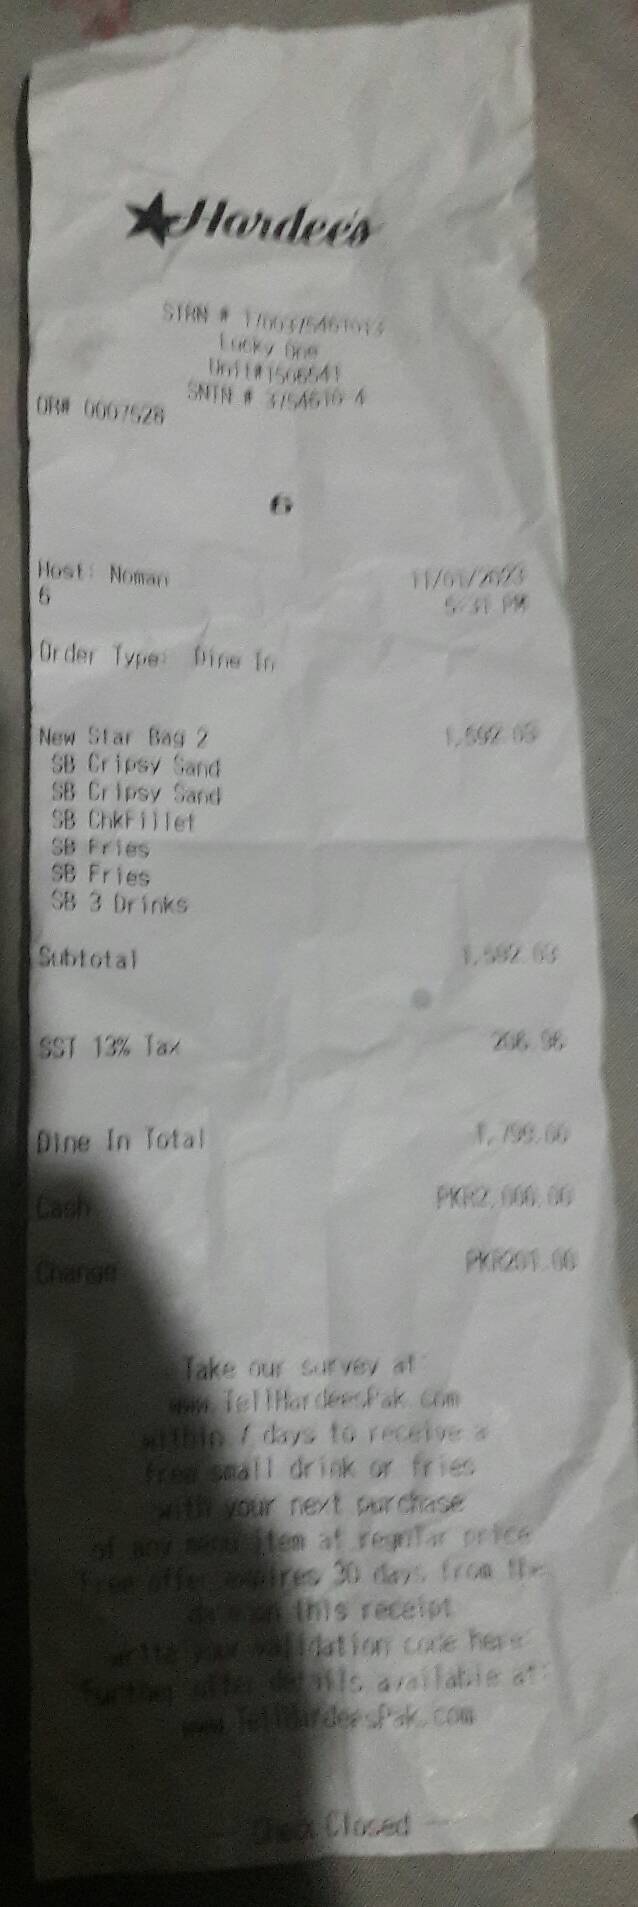 Hardee's
STRN # 1700375461013
Lucky One
Unit#1506541
SNTN # 3754610-4
OR# 0007528
6
Host: Noman 11/01/2023
6 5:31 PM
Order Type: Dine In
New Star Bag 2 1,592.03
SB Cripsy Sand
SB Cripsy Sand
SB ChkFillet
SB Fries
SB Fries
SB 3 Drinks
Subtotal 1,592.03
SST 13% Tax 206.96
Dine In Total 1,799.00
Cash PKR2,000.00
Change PKR201.00
Take our survey at
www.TellHardeesPak.com
within 7 days to receive a
free small drink or fries
with your next purchase
of any menu item at regular price
Free offer expires 30 days from the
date on this receipt
write your validation code here
Further offer details available at:
www.TellHardeesPak.com
Check Closed